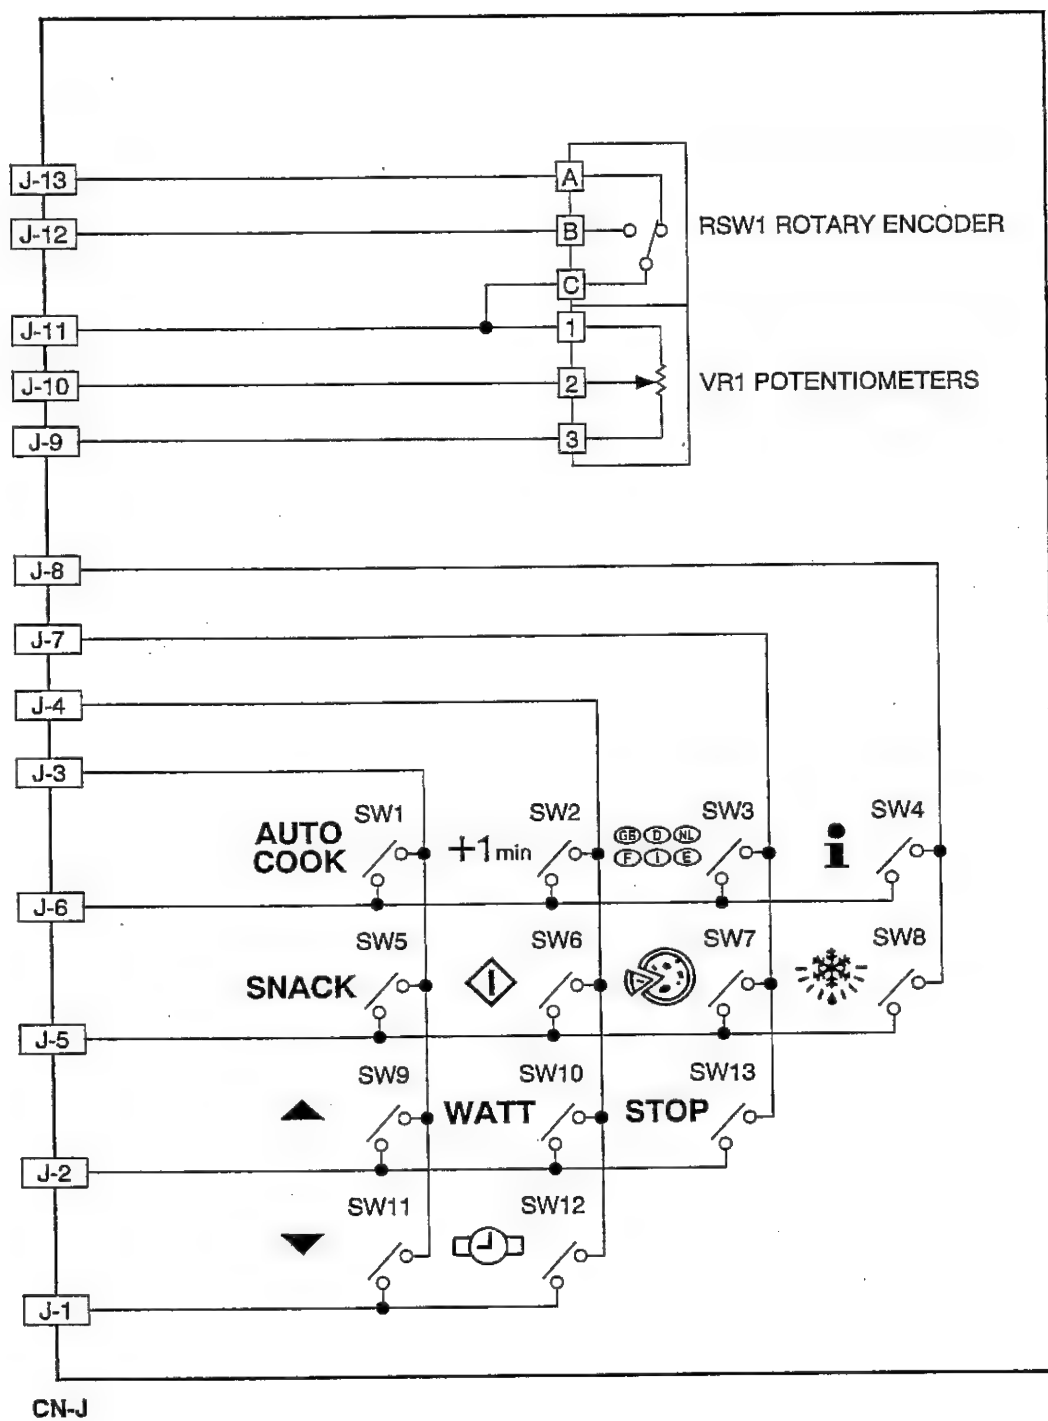 J-13
A
J-12
B
RSW1 ROTARY ENCODER
C
J-11
1
J-10
2
VR1 POTENTIOMETERS
J-9
3
J-8
J-7
J-4
J-3
SW1 SW2 SW3 SW4
AUTO COOK
+1min
GB D NL
F I E
i
J-6
SW5 SW6 SW7 SW8
SNACK
J-5
SW9 SW10 SW13
WATT STOP
J-2
SW11 SW12
J-1
CN-J